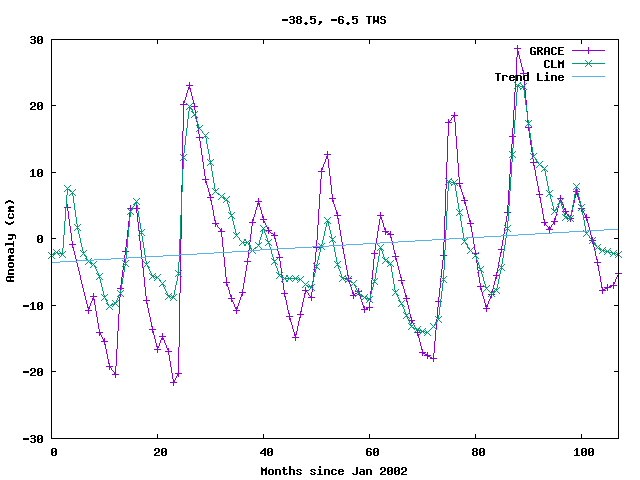 -38.5, -6.5 TWS
GRACE
CLM
Trend Line
30
20
10
0
-10
-20
-30
Anomaly (cm)
0 20 40 60 80 100
Months since Jan 2002